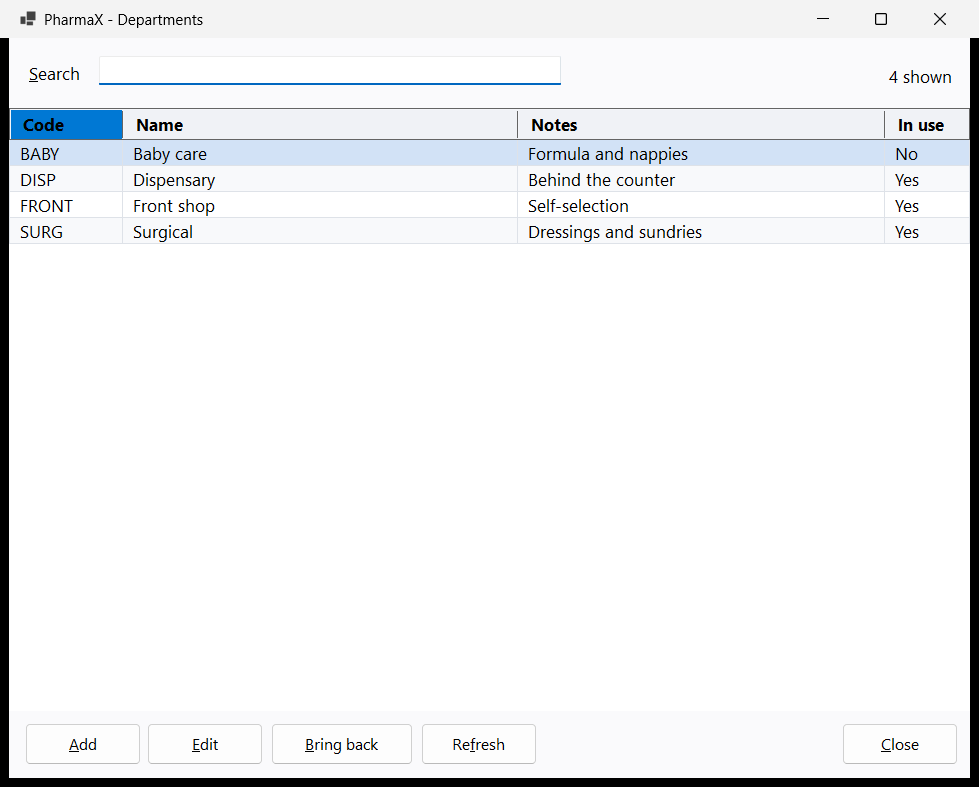 PharmaX - Departments
Search
4 shown
Code Name Notes In use
BABY Baby care Formula and nappies No
DISP Dispensary Behind the counter Yes
FRONT Front shop Self-selection Yes
SURG Surgical Dressings and sundries Yes
Add Edit Bring back Refresh Close